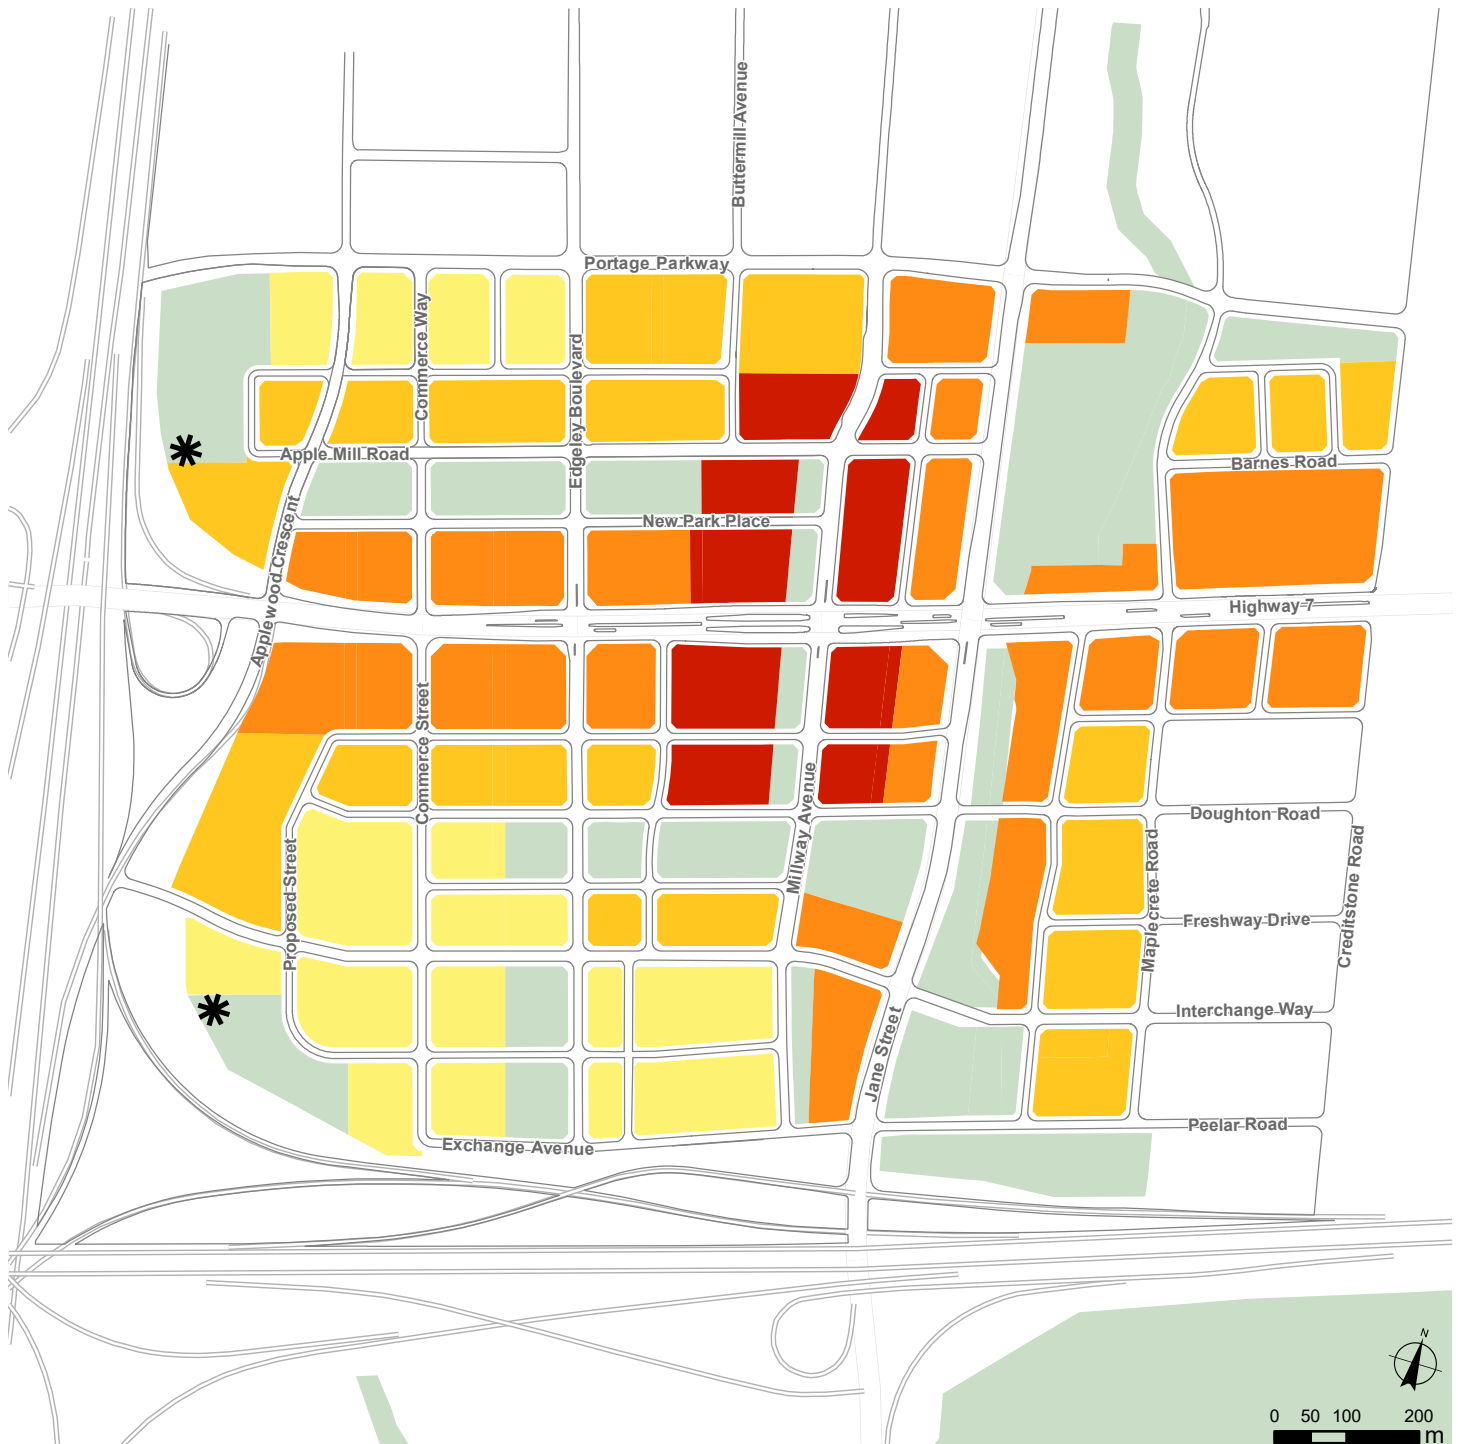 Buttermill Avenue
Portage Parkway
Commerce Way
Edgeley Boulevard
Apple Mill Road
Barnes Road
New Park Place
Applewood Crescent
Highway 7
Commerce Street
Millway Avenue
Doughton Road
Proposed Street
Maplecrete Road
Creditstone Road
Freshway Drive
Interchange Way
Jane Street
Peelar Road
Exchange Avenue
N
0 50 100 200
m